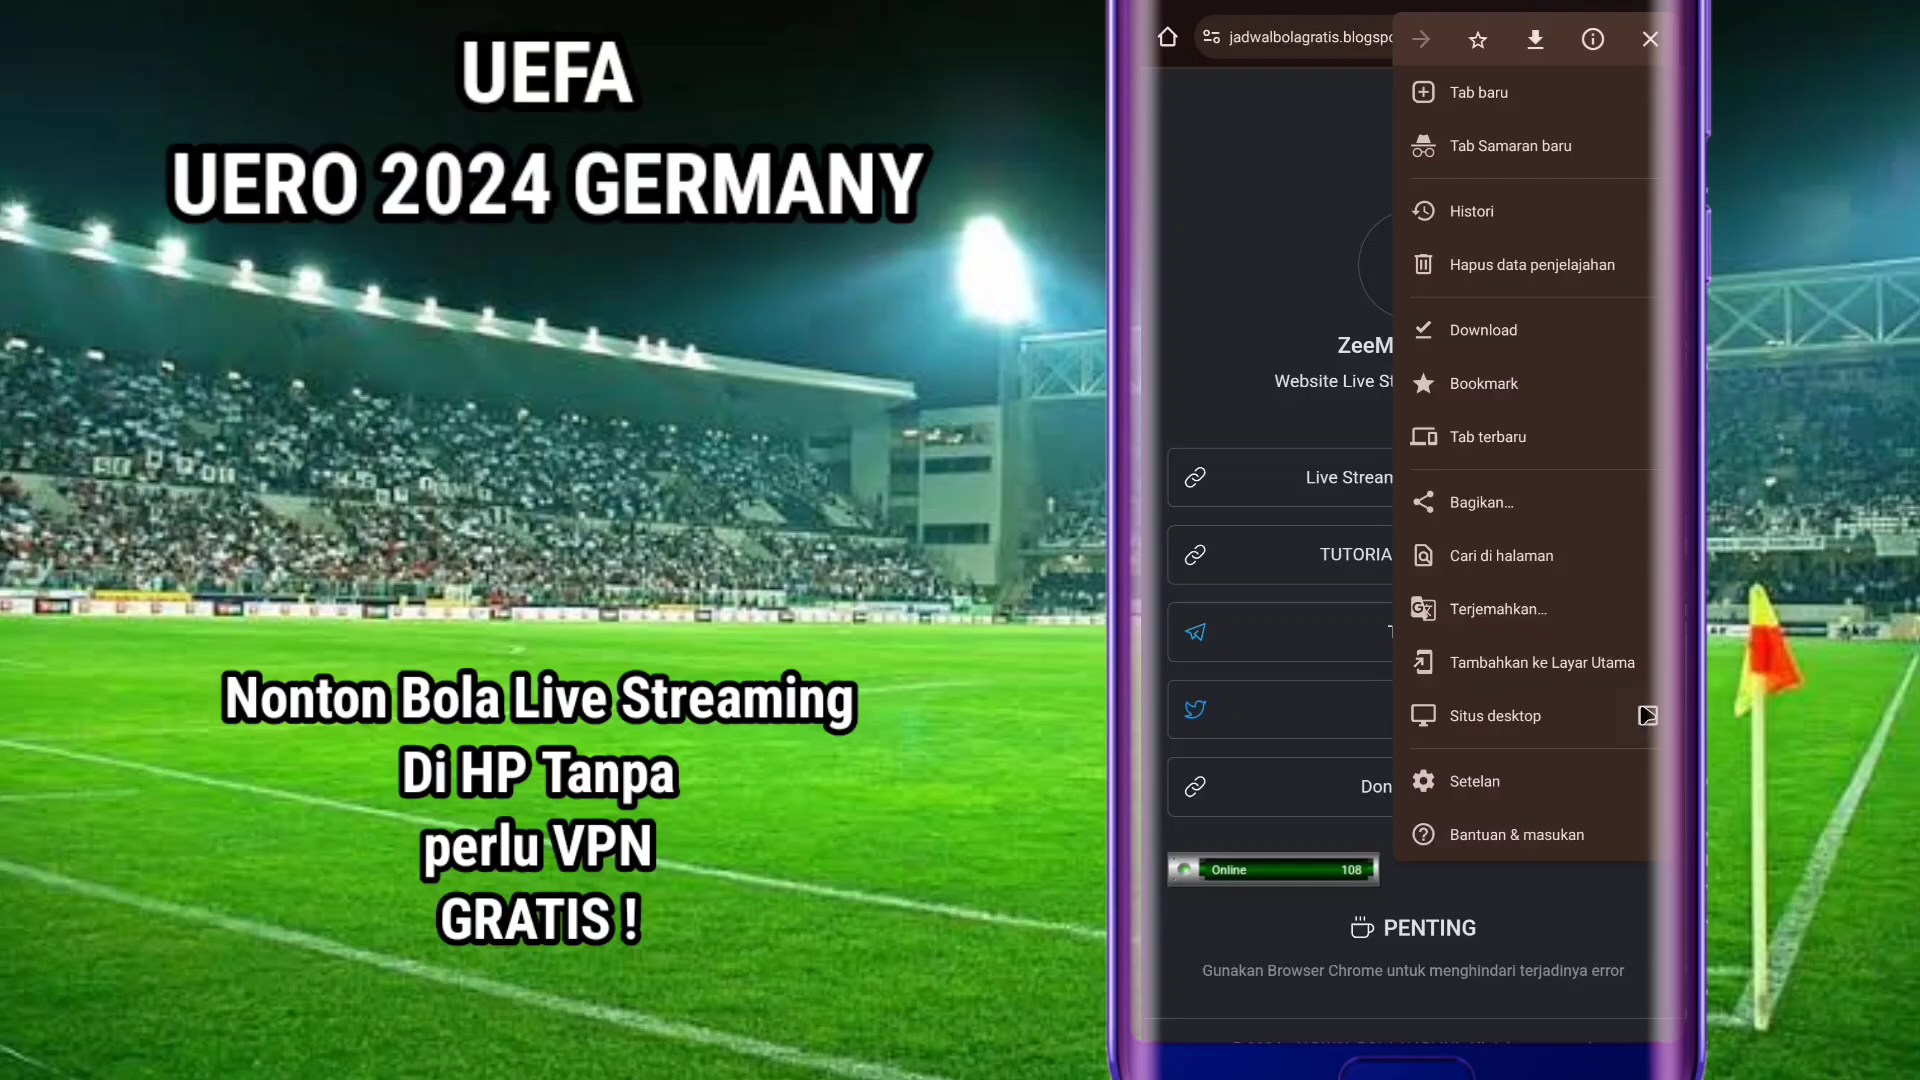 UEFA
UERO 2024 GERMANY
Nonton Bola Live Streaming
Di HP Tanpa
perlu VPN
GRATIS !
jadwalbolagratis.blogspo
ZeeM
Website Live St
Live Stream
TUTORIA
T
Don
Online 108
PENTING
Gunakan Browser Chrome untuk menghindari terjadinya error
Tab baru
Tab Samaran baru
Histori
Hapus data penjelajahan
Download
Bookmark
Tab terbaru
Bagikan...
Cari di halaman
Terjemahkan...
Tambahkan ke Layar Utama
Situs desktop
Setelan
Bantuan & masukan